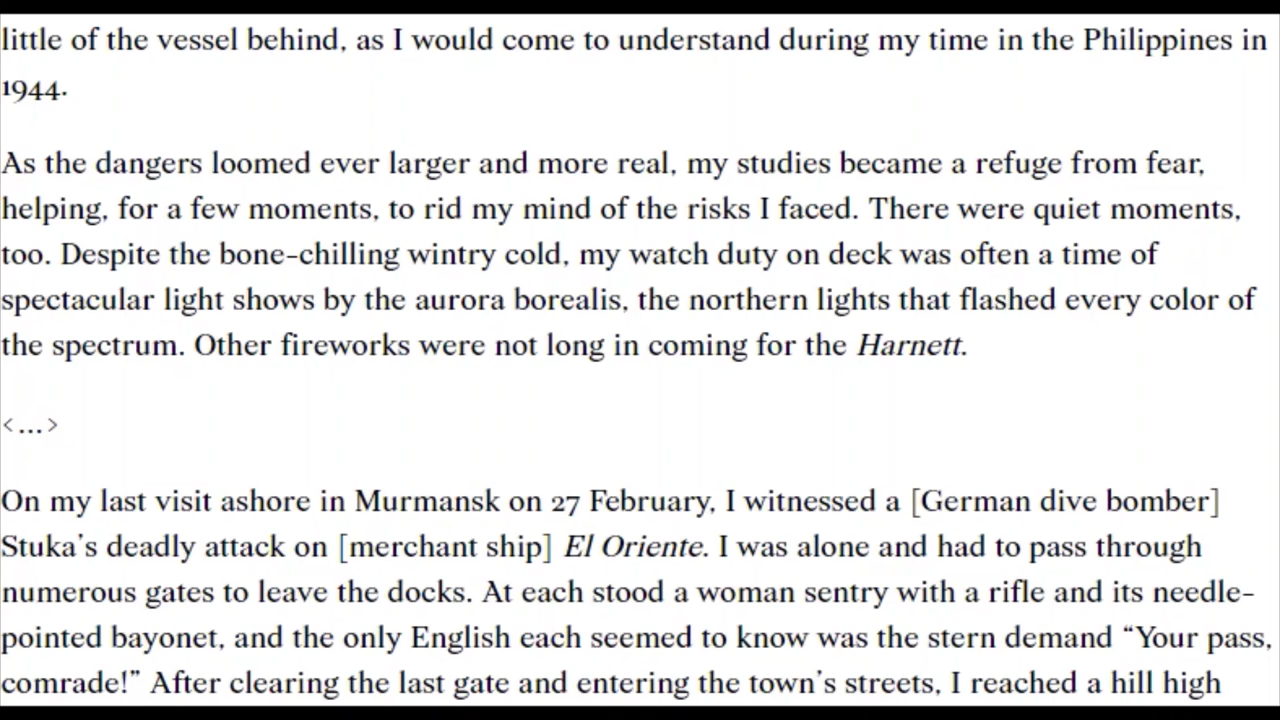 little of the vessel behind, as I would come to understand during my time in the Philippines in
1944.
As the dangers loomed ever larger and more real, my studies became a refuge from fear,
helping, for a few moments, to rid my mind of the risks I faced. There were quiet moments,
too. Despite the bone-chilling wintry cold, my watch duty on deck was often a time of
spectacular light shows by the aurora borealis, the northern lights that flashed every color of
the spectrum. Other fireworks were not long in coming for the Harnett.
<...>
On my last visit ashore in Murmansk on 27 February, I witnessed a [German dive bomber]
Stuka’s deadly attack on [merchant ship] El Oriente. I was alone and had to pass through
numerous gates to leave the docks. At each stood a woman sentry with a rifle and its needle-
pointed bayonet, and the only English each seemed to know was the stern demand “Your pass,
comrade!” After clearing the last gate and entering the town’s streets, I reached a hill high